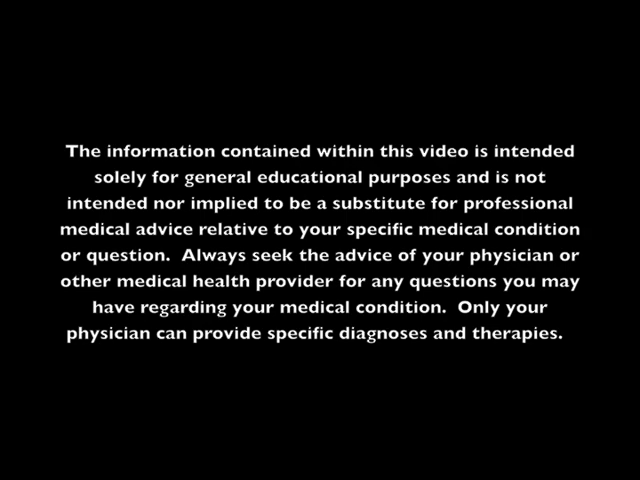 The information contained within this video is intended
solely for general educational purposes and is not
intended nor implied to be a substitute for professional
medical advice relative to your specific medical condition
or question.  Always seek the advice of your physician or
other medical health provider for any questions you may
have regarding your medical condition.  Only your
physician can provide specific diagnoses and therapies.